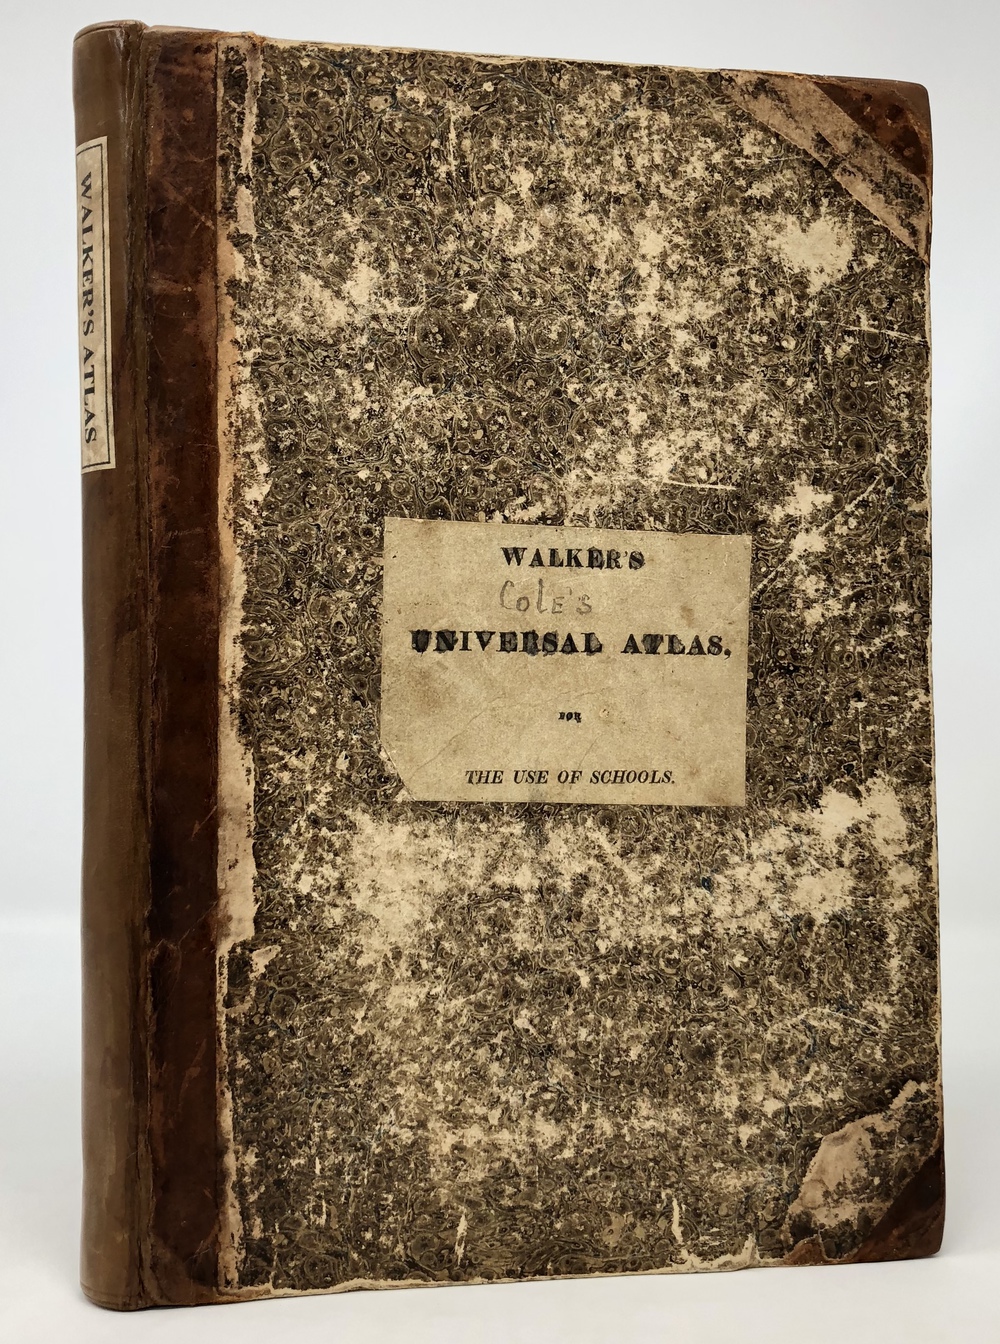 WALKER'S ATLAS
WALKER'S
Cole's
UNIVERSAL ATLAS,
FOR
THE USE OF SCHOOLS.